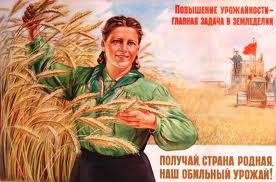 Повышение урожайности-
главная задача в земледелии
Получай, страна родная,
наш обильный урожай!